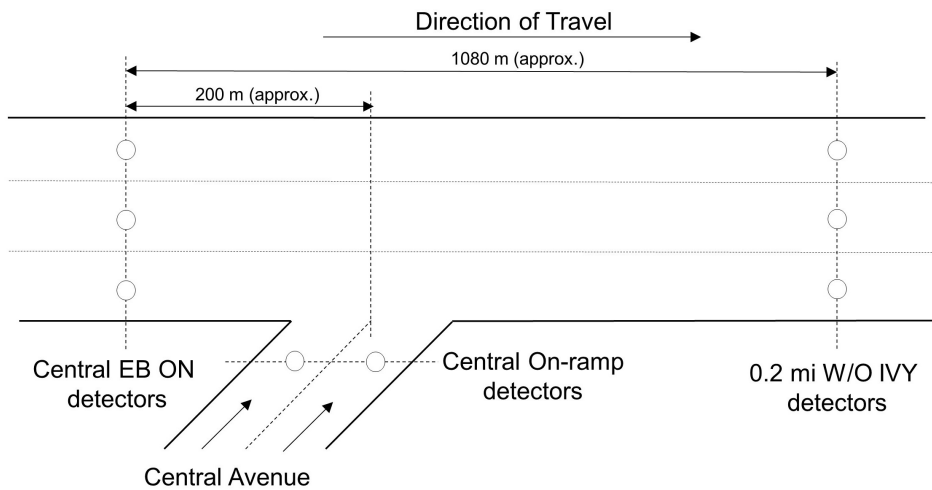 Direction of Travel
1080 m (approx.)
200 m (approx.)
Central EB ON
detectors
Central On-ramp
detectors
0.2 mi W/O IVY
detectors
Central Avenue